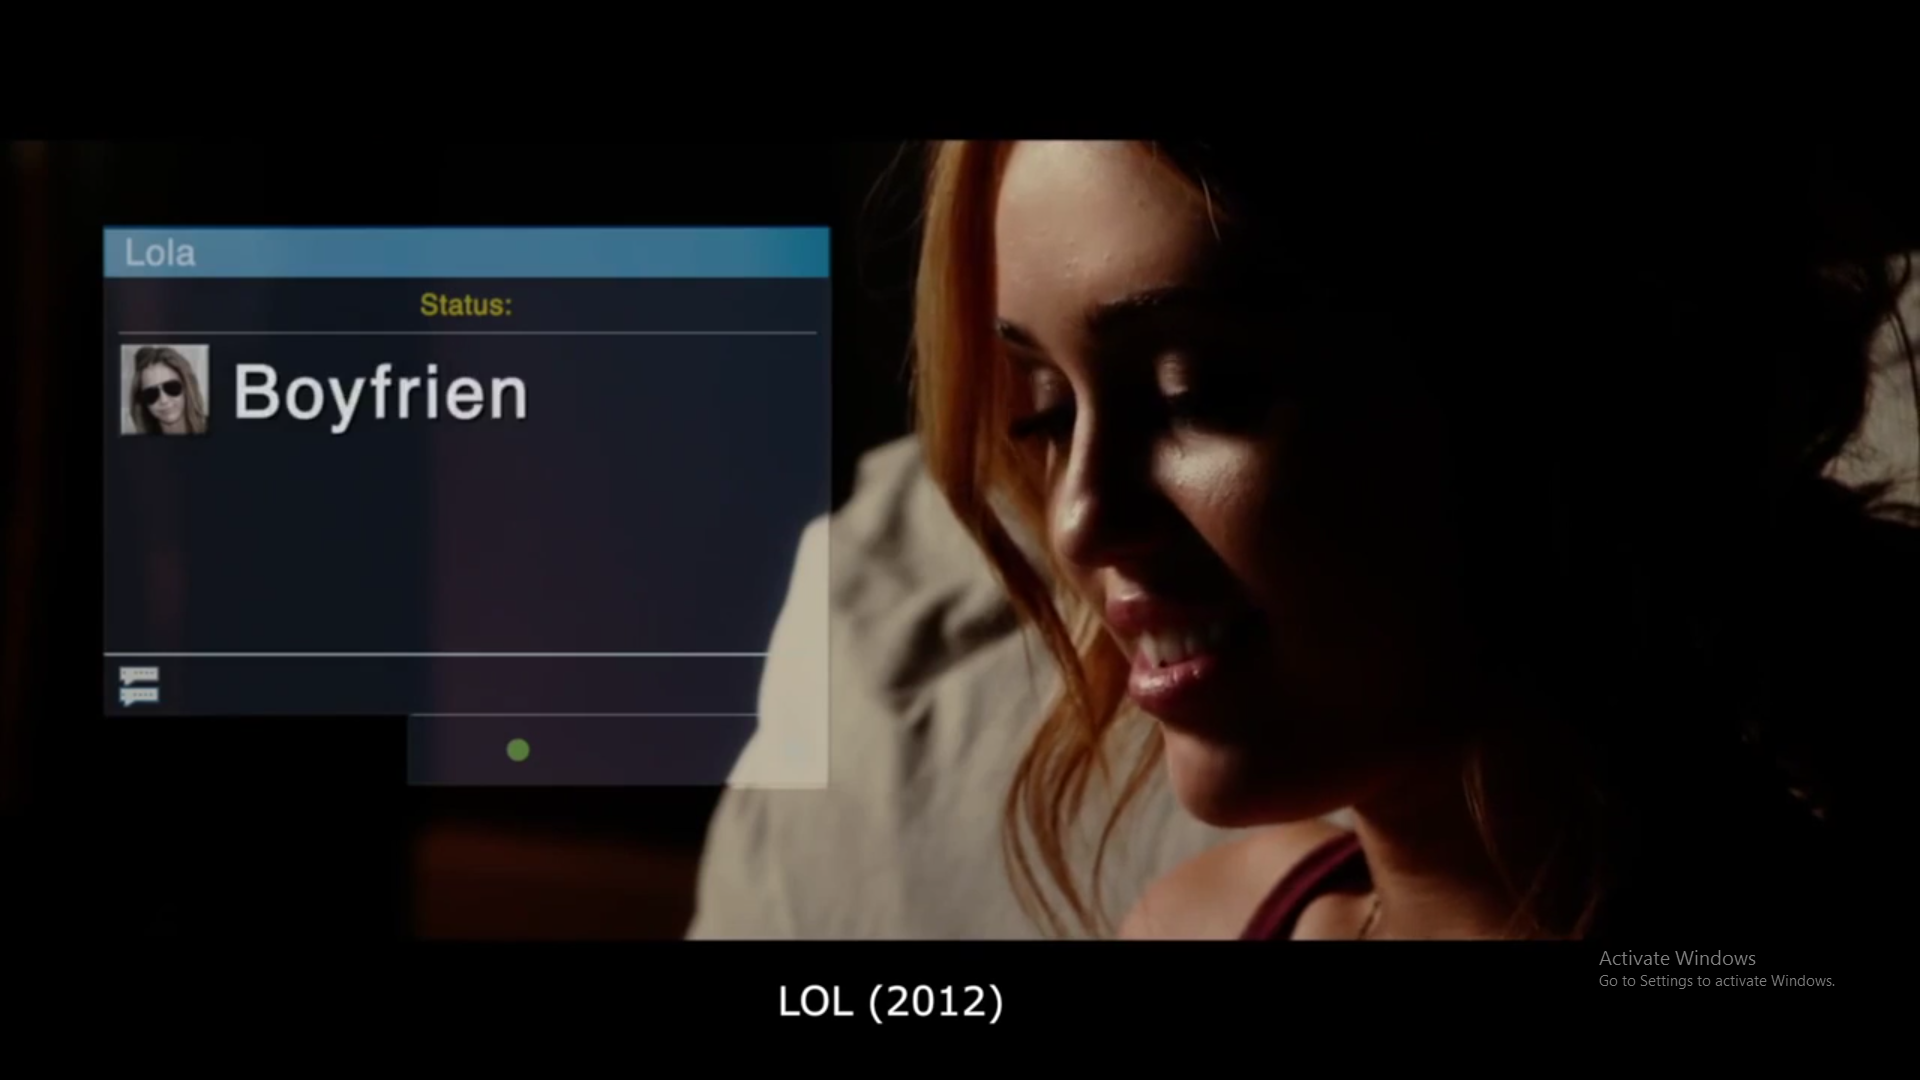 Lola
Status:
Boyfrien
LOL (2012)
Activate Windows
Go to Settings to activate Windows.